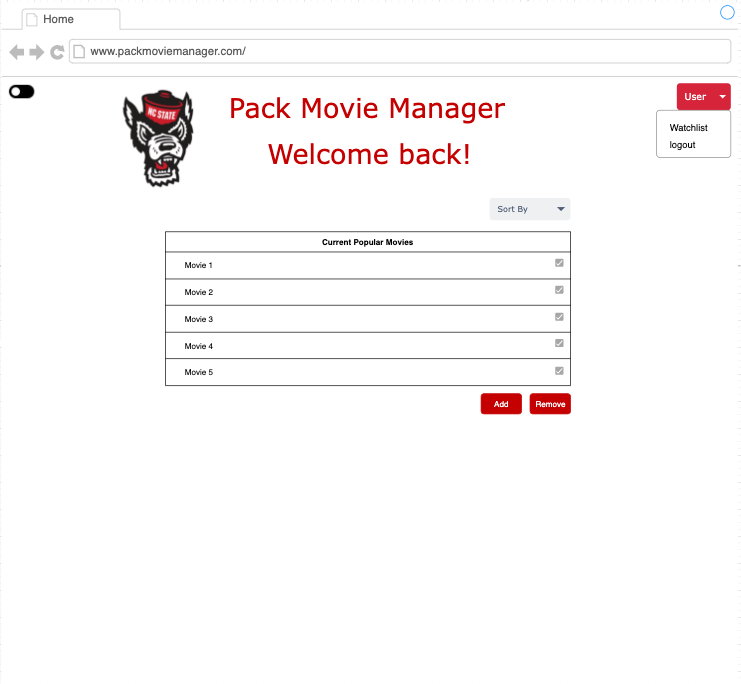 Home
www.packmoviemanager.com/
NC STATE
Pack Movie Manager
Welcome back!
User
Watchlist
logout
Sort By
Current Popular Movies
Movie 1
Movie 2
Movie 3
Movie 4
Movie 5
Add
Remove